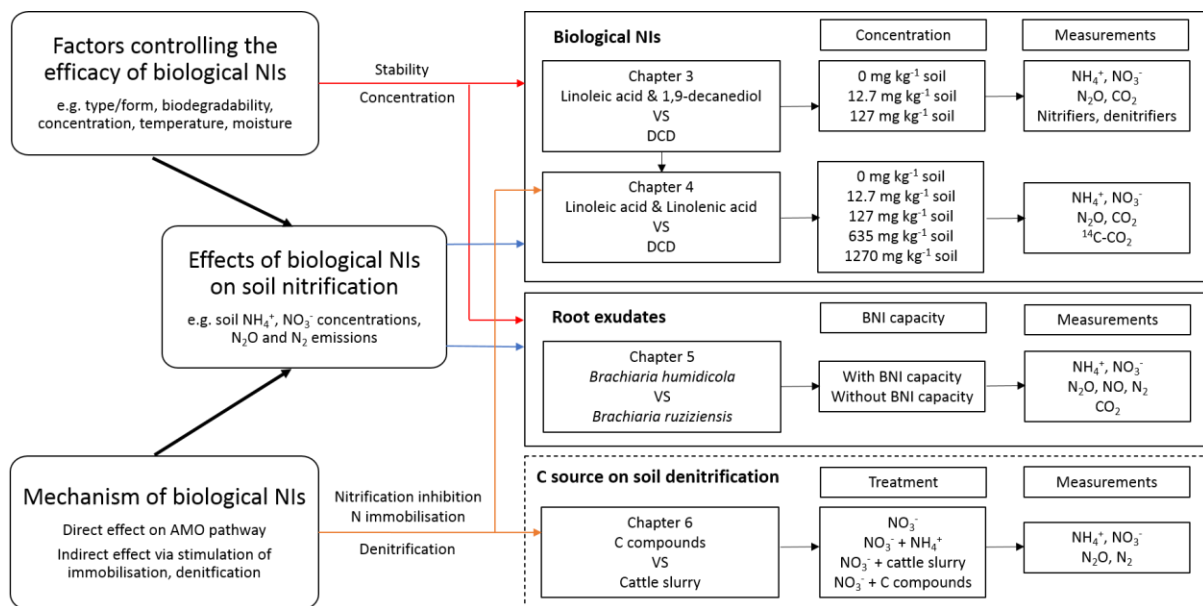 Factors controlling the
efficacy of biological NIs
e.g. type/form, biodegradability,
concentration, temperature, moisture
Effects of biological NIs
on soil nitrification
e.g. soil NH₄⁺, NO₃⁻ concentrations,
N₂O and N₂ emissions
Mechanism of biological NIs
Direct effect on AMO pathway
Indirect effect via stimulation of
immobilisation, denitfication
Stability
Concentration
Nitrification inhibition
N immobilisation
Denitrification
Biological NIs
Concentration
Measurements
Chapter 3
Linoleic acid & 1,9-decanediol
VS
DCD
0 mg kg⁻¹ soil
12.7 mg kg⁻¹ soil
127 mg kg⁻¹ soil
NH₄⁺, NO₃⁻
N₂O, CO₂
Nitrifiers, denitrifiers
Chapter 4
Linoleic acid & Linolenic acid
VS
DCD
0 mg kg⁻¹ soil
12.7 mg kg⁻¹ soil
127 mg kg⁻¹ soil
635 mg kg⁻¹ soil
1270 mg kg⁻¹ soil
NH₄⁺, NO₃⁻
N₂O, CO₂
¹⁴C-CO₂
Root exudates
BNI capacity
Measurements
Chapter 5
Brachiaria humidicola
VS
Brachiaria ruziziensis
With BNI capacity
Without BNI capacity
NH₄⁺, NO₃⁻
N₂O, NO, N₂
CO₂
C source on soil denitrification
Treatment
Measurements
Chapter 6
C compounds
VS
Cattle slurry
NO₃⁻
NO₃⁻ + NH₄⁺
NO₃⁻ + cattle slurry
NO₃⁻ + C compounds
NH₄⁺, NO₃⁻
N₂O, N₂